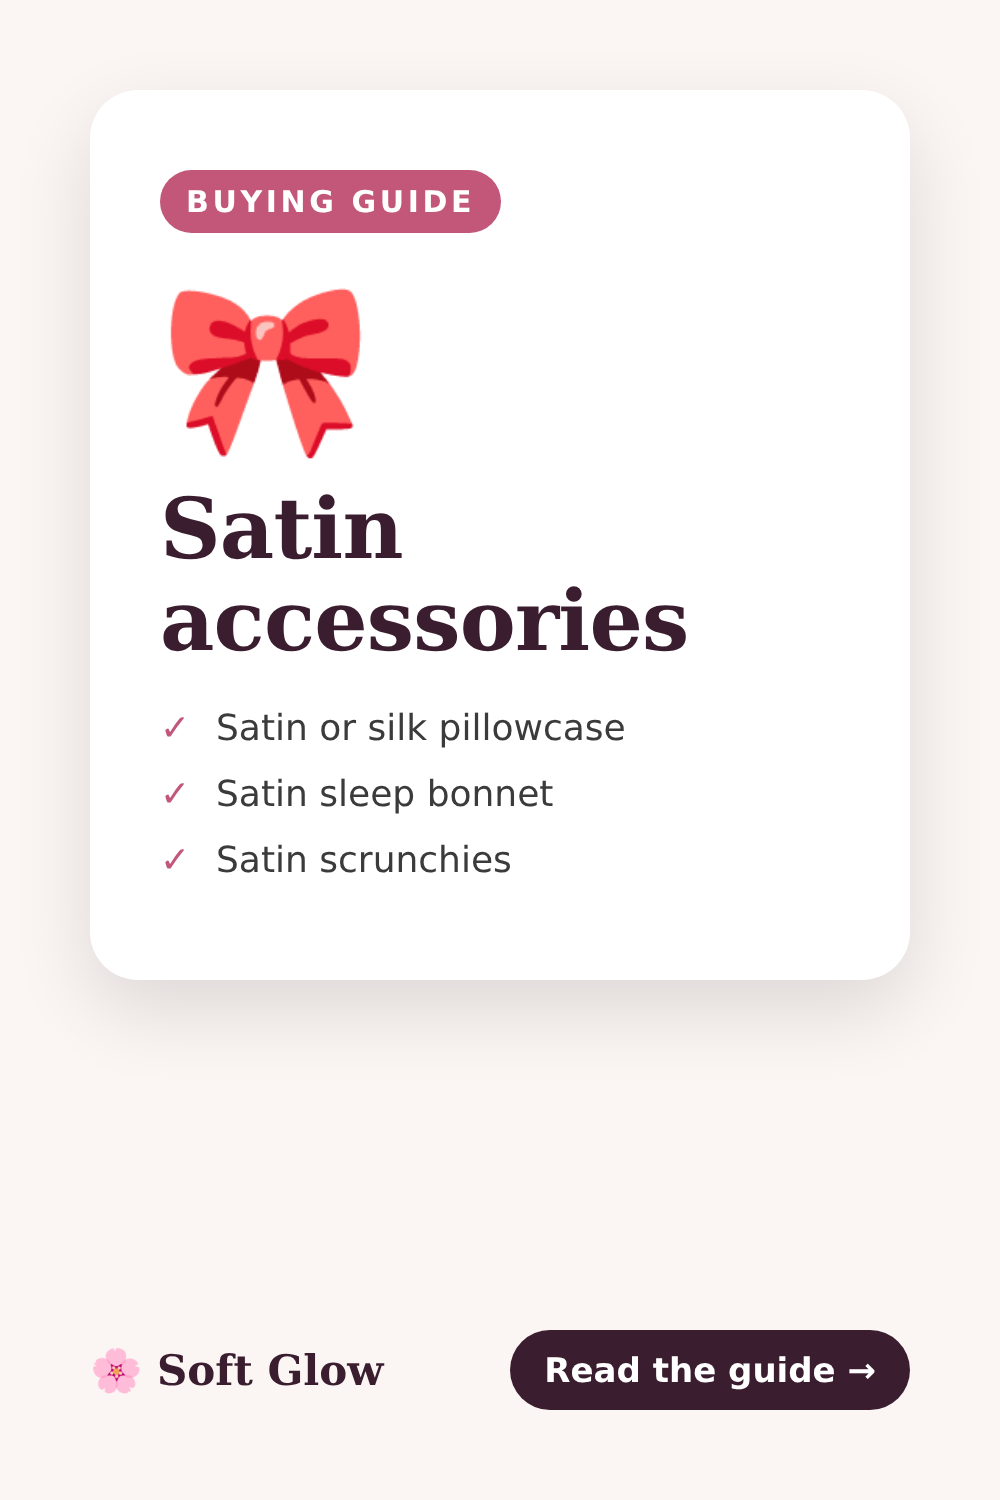 BUYING GUIDE
Satin
accessories
✓ Satin or silk pillowcase
✓ Satin sleep bonnet
✓ Satin scrunchies
🌸 Soft Glow
Read the guide →